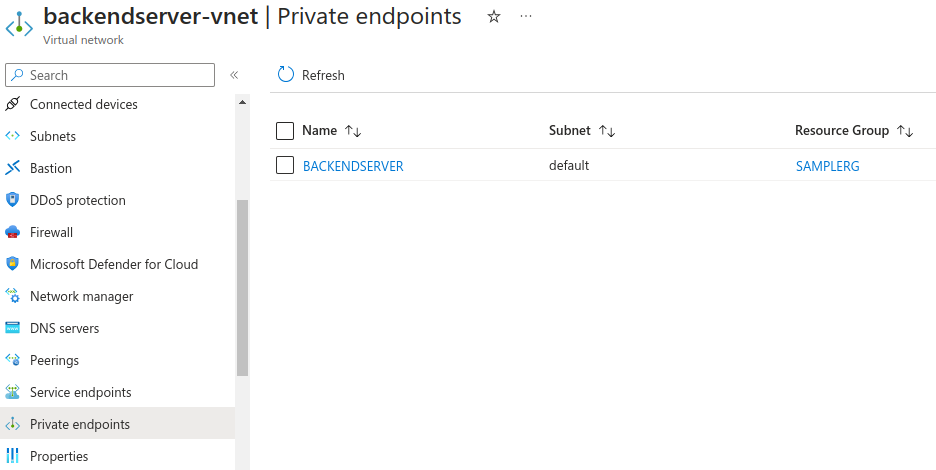 backendserver-vnet | Private endpoints
Virtual network
Search
Connected devices
Subnets
Bastion
DDoS protection
Firewall
Microsoft Defender for Cloud
Network manager
DNS servers
Peerings
Service endpoints
Private endpoints
Properties
Refresh
Name Subnet Resource Group
BACKENDSERVER default SAMPLERG